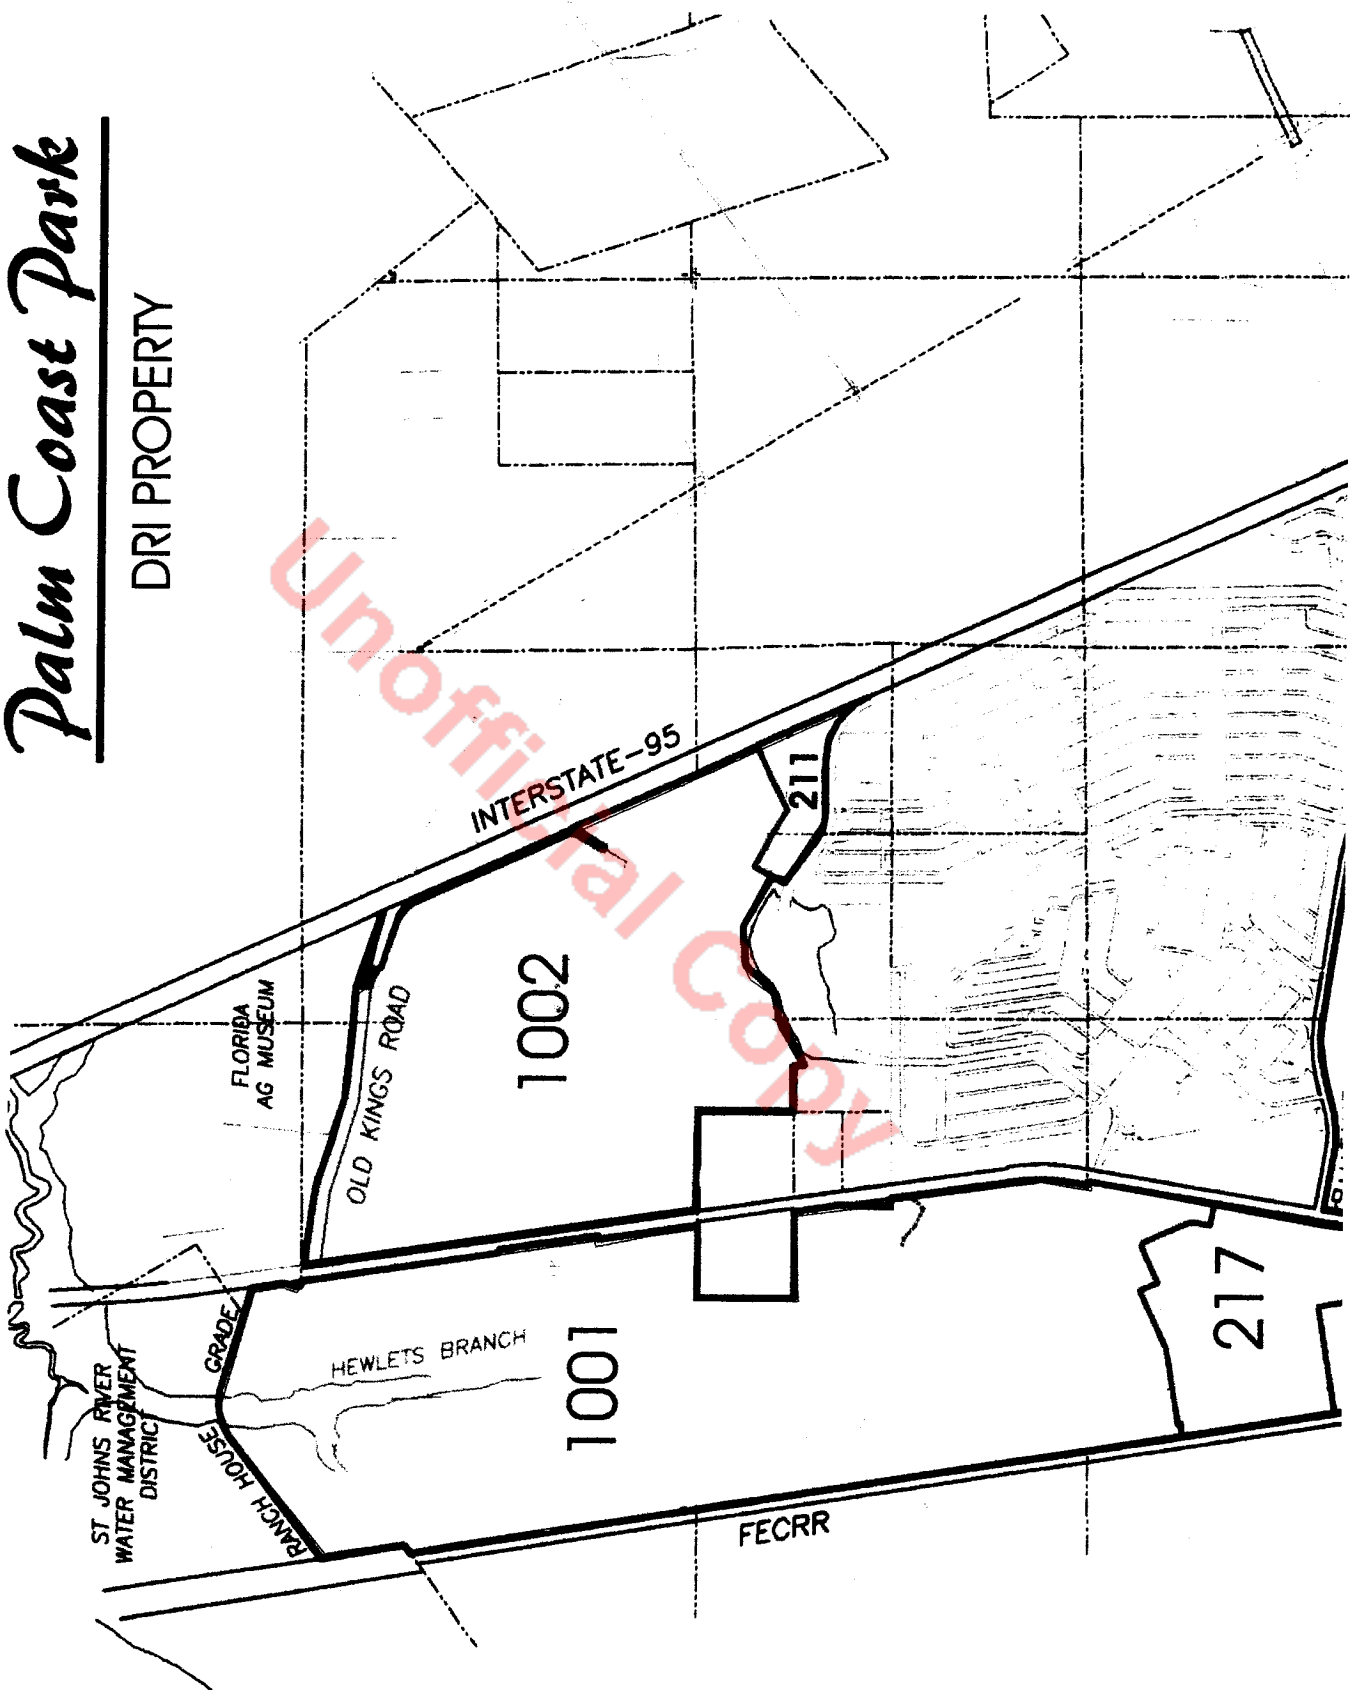 Palm Coast Park
DRI PROPERTY
INTERSTATE-95
211
FLORIDA
AG MUSEUM
OLD KINGS ROAD
1002
ST JOHNS RIVER
WATER MANAGEMENT
DISTRICT
RANCH HOUSE GRADE
HEWLETS BRANCH
1001
217
FECRR
Unofficial Copy